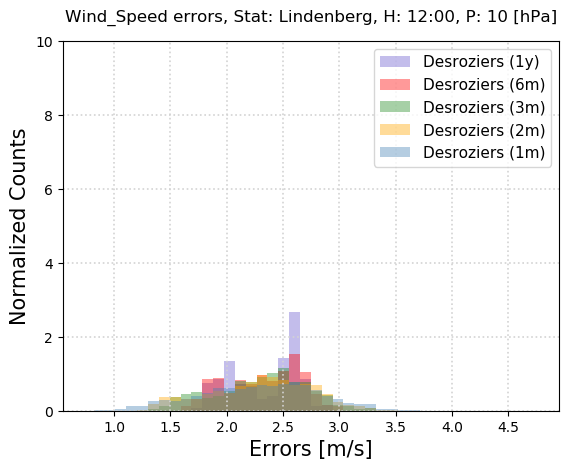 Wind_Speed errors, Stat: Lindenberg, H: 12:00, P: 10 [hPa]
10
8
6
4
2
0
Normalized Counts
Desroziers (1y)
Desroziers (6m)
Desroziers (3m)
Desroziers (2m)
Desroziers (1m)
1.0 1.5 2.0 2.5 3.0 3.5 4.0 4.5
Errors [m/s]